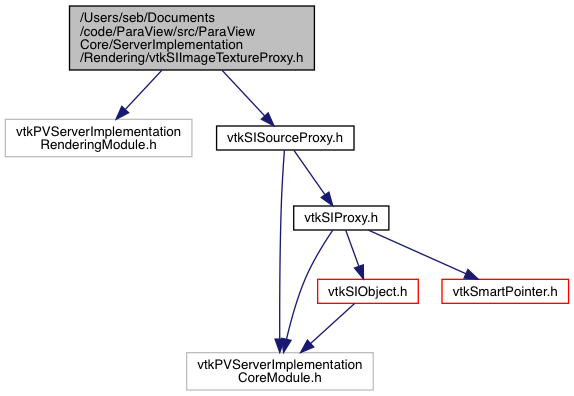 /Users/seb/Documents
/code/ParaView/src/ParaView
Core/ServerImplementation
/Rendering/vtkSIImageTextureProxy.h
vtkPVServerImplementation
RenderingModule.h
vtkSISourceProxy.h
vtkSIProxy.h
vtkSIObject.h
vtkSmartPointer.h
vtkPVServerImplementation
CoreModule.h